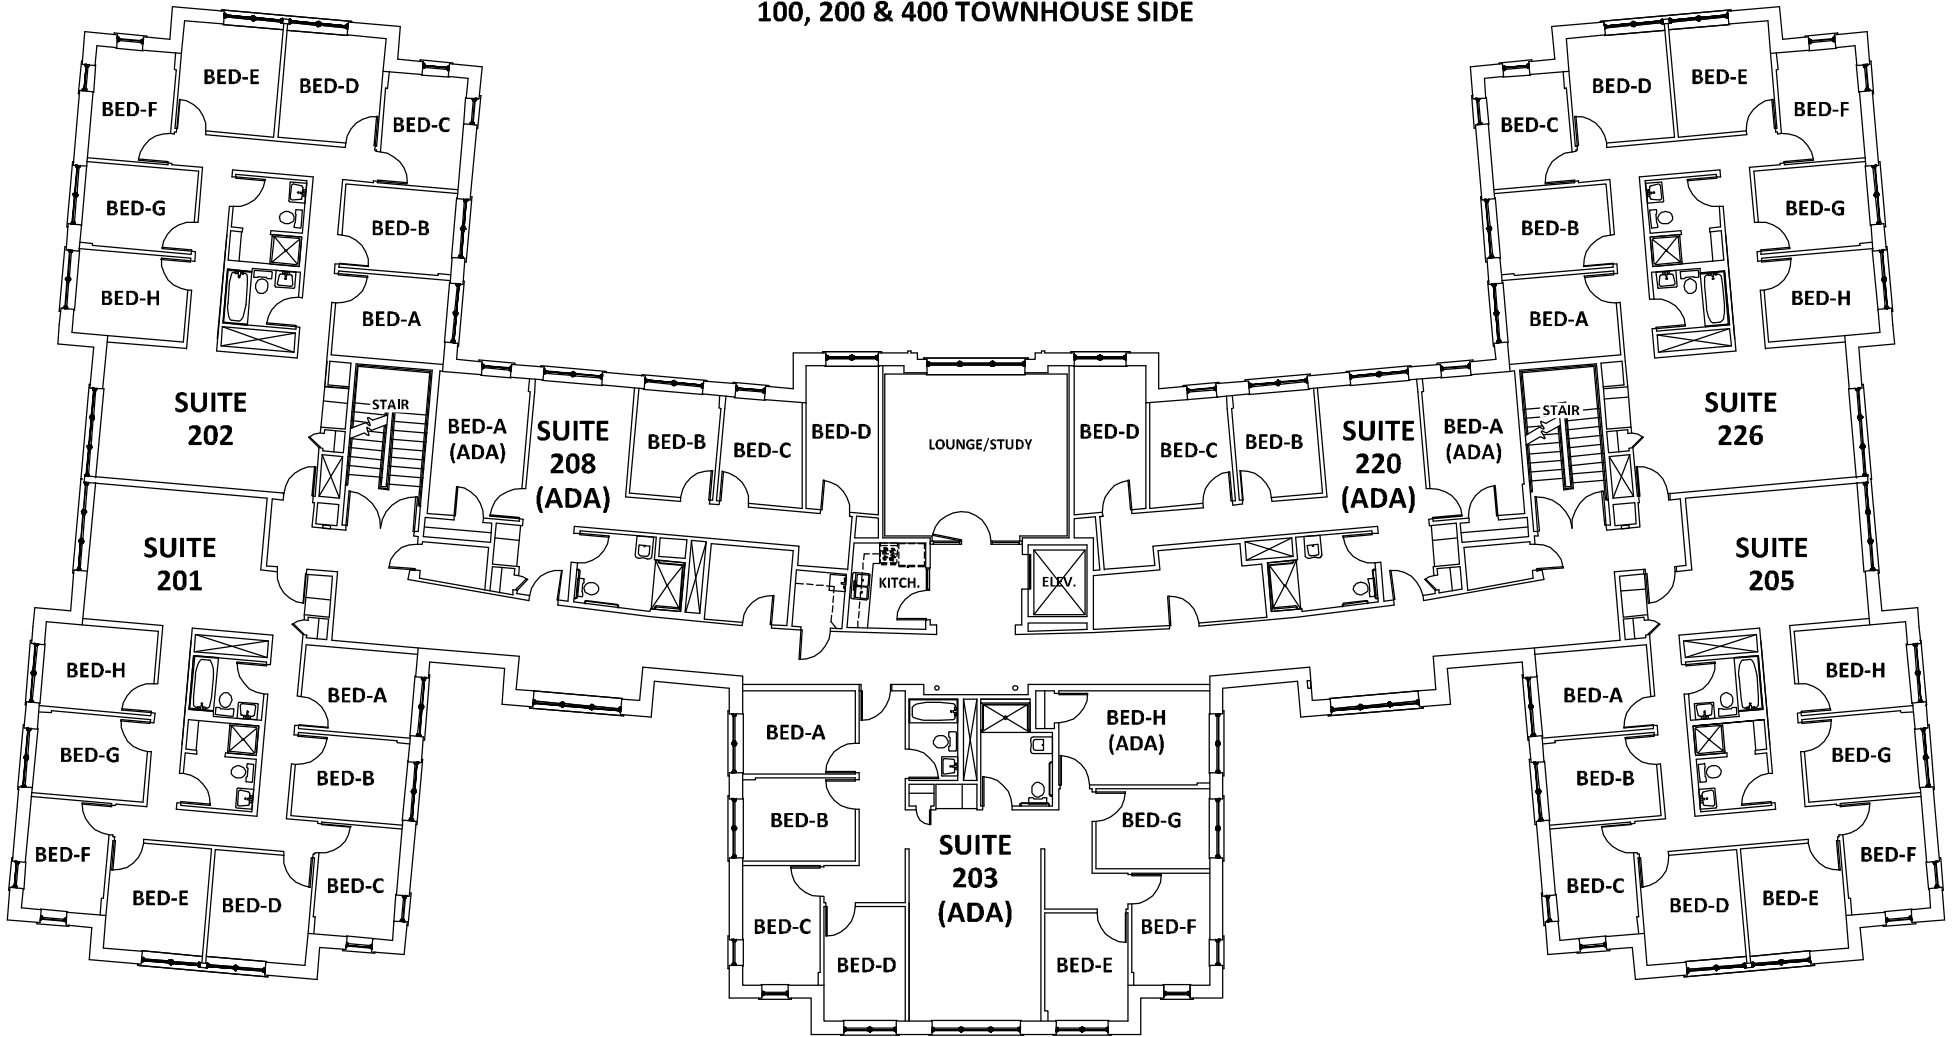 100, 200 & 400 TOWNHOUSE SIDE
BED-E
BED-D
BED-F
BED-C
BED-G
BED-B
BED-H
BED-A
SUITE
202
STAIR
SUITE
201
BED-H
BED-A
BED-G
BED-B
BED-F
BED-E
BED-D
BED-C
BED-A
(ADA)
SUITE
208
(ADA)
BED-B
BED-C
BED-D
LOUNGE/STUDY
KITCH.
ELEV.
BED-D
BED-C
BED-B
SUITE
220
(ADA)
BED-A
(ADA)
STAIR
BED-A
BED-H
(ADA)
BED-B
BED-G
SUITE
203
(ADA)
BED-C
BED-F
BED-D
BED-E
BED-D
BED-E
BED-C
BED-F
BED-B
BED-G
BED-A
BED-H
SUITE
226
SUITE
205
BED-A
BED-H
BED-B
BED-G
BED-C
BED-F
BED-D
BED-E